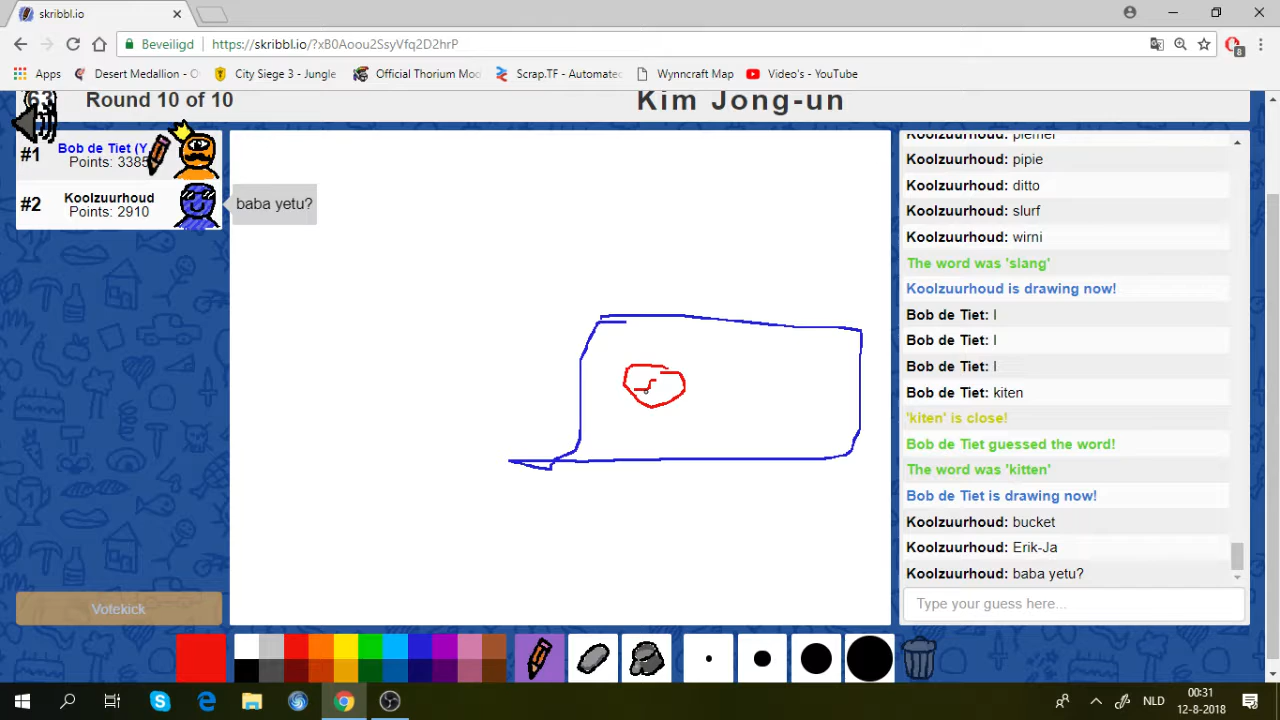 skribbl.io
Beveiligd https://skribbl.io/?xB0Aoou2SsyVfq2D2hrP
8
Apps Desert Medallion - O City Siege 3 - Jungle Official Thorium Mod Scrap.TF - Automatec Wynncraft Map Video's - YouTube
63 Round 10 of 10 Kim Jong-un
#1 Bob de Tiet (Y
Points: 3385
#2 Koolzuurhoud
Points: 2910
baba yetu?
Koolzuurhoud: pipie
Koolzuurhoud: ditto
Koolzuurhoud: slurf
Koolzuurhoud: wirni
The word was 'slang'
Koolzuurhoud is drawing now!
Bob de Tiet: l
Bob de Tiet: l
Bob de Tiet: l
Bob de Tiet: kiten
'kiten' is close!
Bob de Tiet guessed the word!
The word was 'kitten'
Bob de Tiet is drawing now!
Koolzuurhoud: bucket
Koolzuurhoud: Erik-Ja
Koolzuurhoud: baba yetu?
Type your guess here...
Votekick
NLD
00:31
12-8-2018